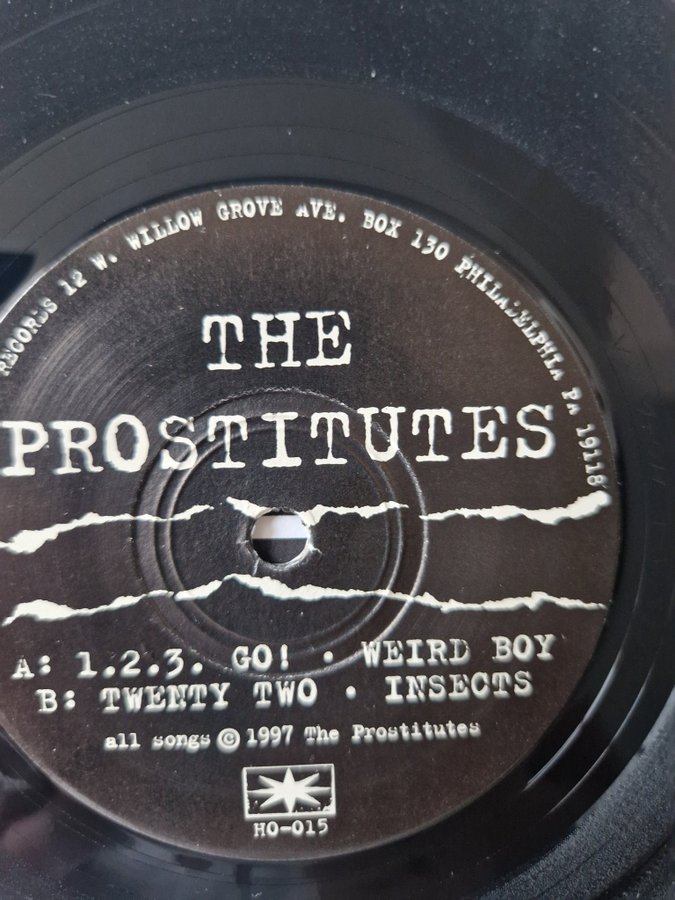 RECORDS 12 W. WILLOW GROVE AVE. BOX 130 PHILADELPHIA PA 19118
THE
PROSTITUTES
A: 1.2.3. GO! · WEIRD BOY
B: TWENTY TWO · INSECTS
all songs © 1997 The Prostitutes
HO-015